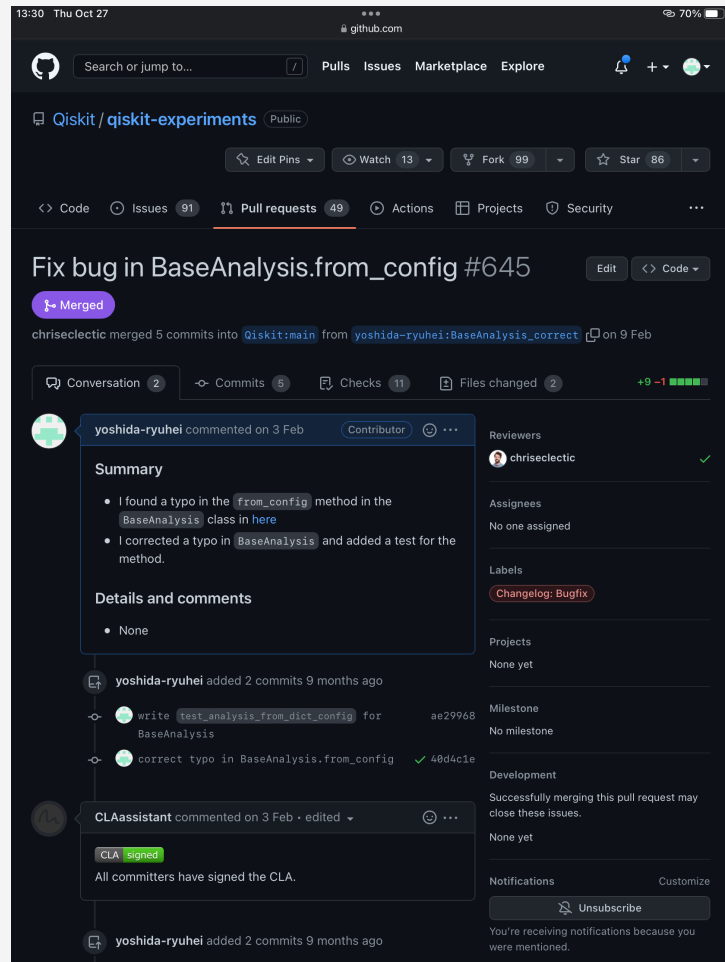 13:30 Thu Oct 27
70%
github.com
Search or jump to... /
Pulls Issues Marketplace Explore
Qiskit / qiskit-experiments Public
Edit Pins Watch 13 Fork 99 Star 86
Code Issues 91 Pull requests 49 Actions Projects Security
Fix bug in BaseAnalysis.from_config #645
Edit <> Code
Merged
chriseclectic merged 5 commits into Qiskit:main from yoshida-ryuhei:BaseAnalysis_correct on 9 Feb
Conversation 2 Commits 5 Checks 11 Files changed 2 +9 −1
yoshida-ryuhei commented on 3 Feb Contributor
Summary
• I found a typo in the from_config method in the
BaseAnalysis class in here
• I corrected a typo in BaseAnalysis and added a test for the
method.
Details and comments
• None
yoshida-ryuhei added 2 commits 9 months ago
write test_analysis_from_dict_config for ae29968
BaseAnalysis
correct typo in BaseAnalysis.from_config 40d4c1e
CLAassistant commented on 3 Feb • edited
CLA signed
All committers have signed the CLA.
yoshida-ryuhei added 2 commits 9 months ago
Reviewers
chriseclectic
Assignees
No one assigned
Labels
Changelog: Bugfix
Projects
None yet
Milestone
No milestone
Development
Successfully merging this pull request may
close these issues.
None yet
Notifications Customize
Unsubscribe
You're receiving notifications because you
were mentioned.